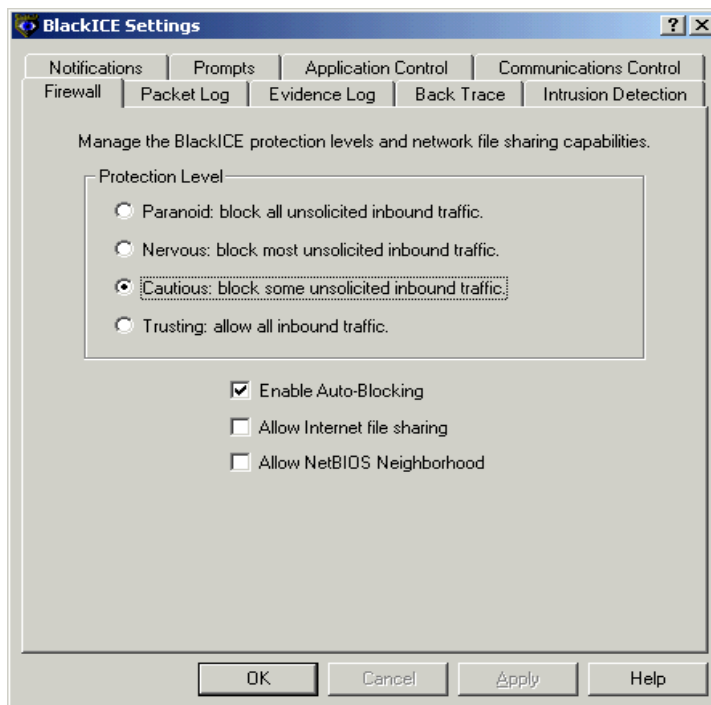 BlackICE Settings
Notifications Prompts Application Control Communications Control
Firewall Packet Log Evidence Log Back Trace Intrusion Detection
Manage the BlackICE protection levels and network file sharing capabilities.
Protection Level
Paranoid: block all unsolicited inbound traffic.
Nervous: block most unsolicited inbound traffic.
Cautious: block some unsolicited inbound traffic.
Trusting: allow all inbound traffic.
Enable Auto-Blocking
Allow Internet file sharing
Allow NetBIOS Neighborhood
OK Cancel Apply Help